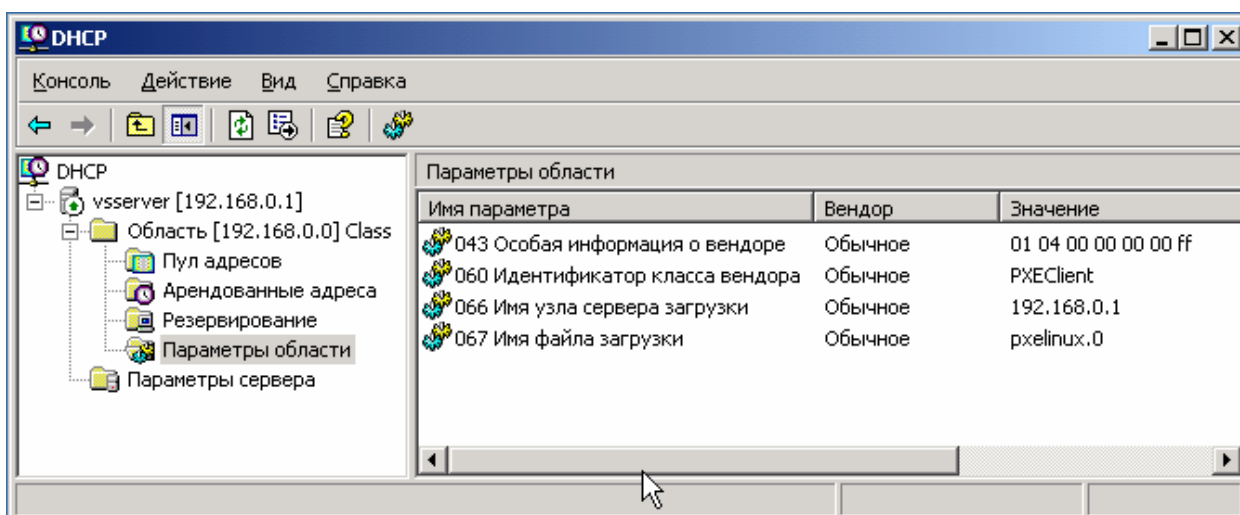 DHCP
Консоль Действие Вид Справка
DHCP
vsserver [192.168.0.1]
Область [192.168.0.0] Class
Пул адресов
Арендованные адреса
Резервирование
Параметры области
Параметры сервера
Параметры области
Имя параметра Вендор Значение
043 Особая информация о вендоре Обычное 01 04 00 00 00 00 ff
060 Идентификатор класса вендора Обычное PXEClient
066 Имя узла сервера загрузки Обычное 192.168.0.1
067 Имя файла загрузки Обычное pxelinux.0